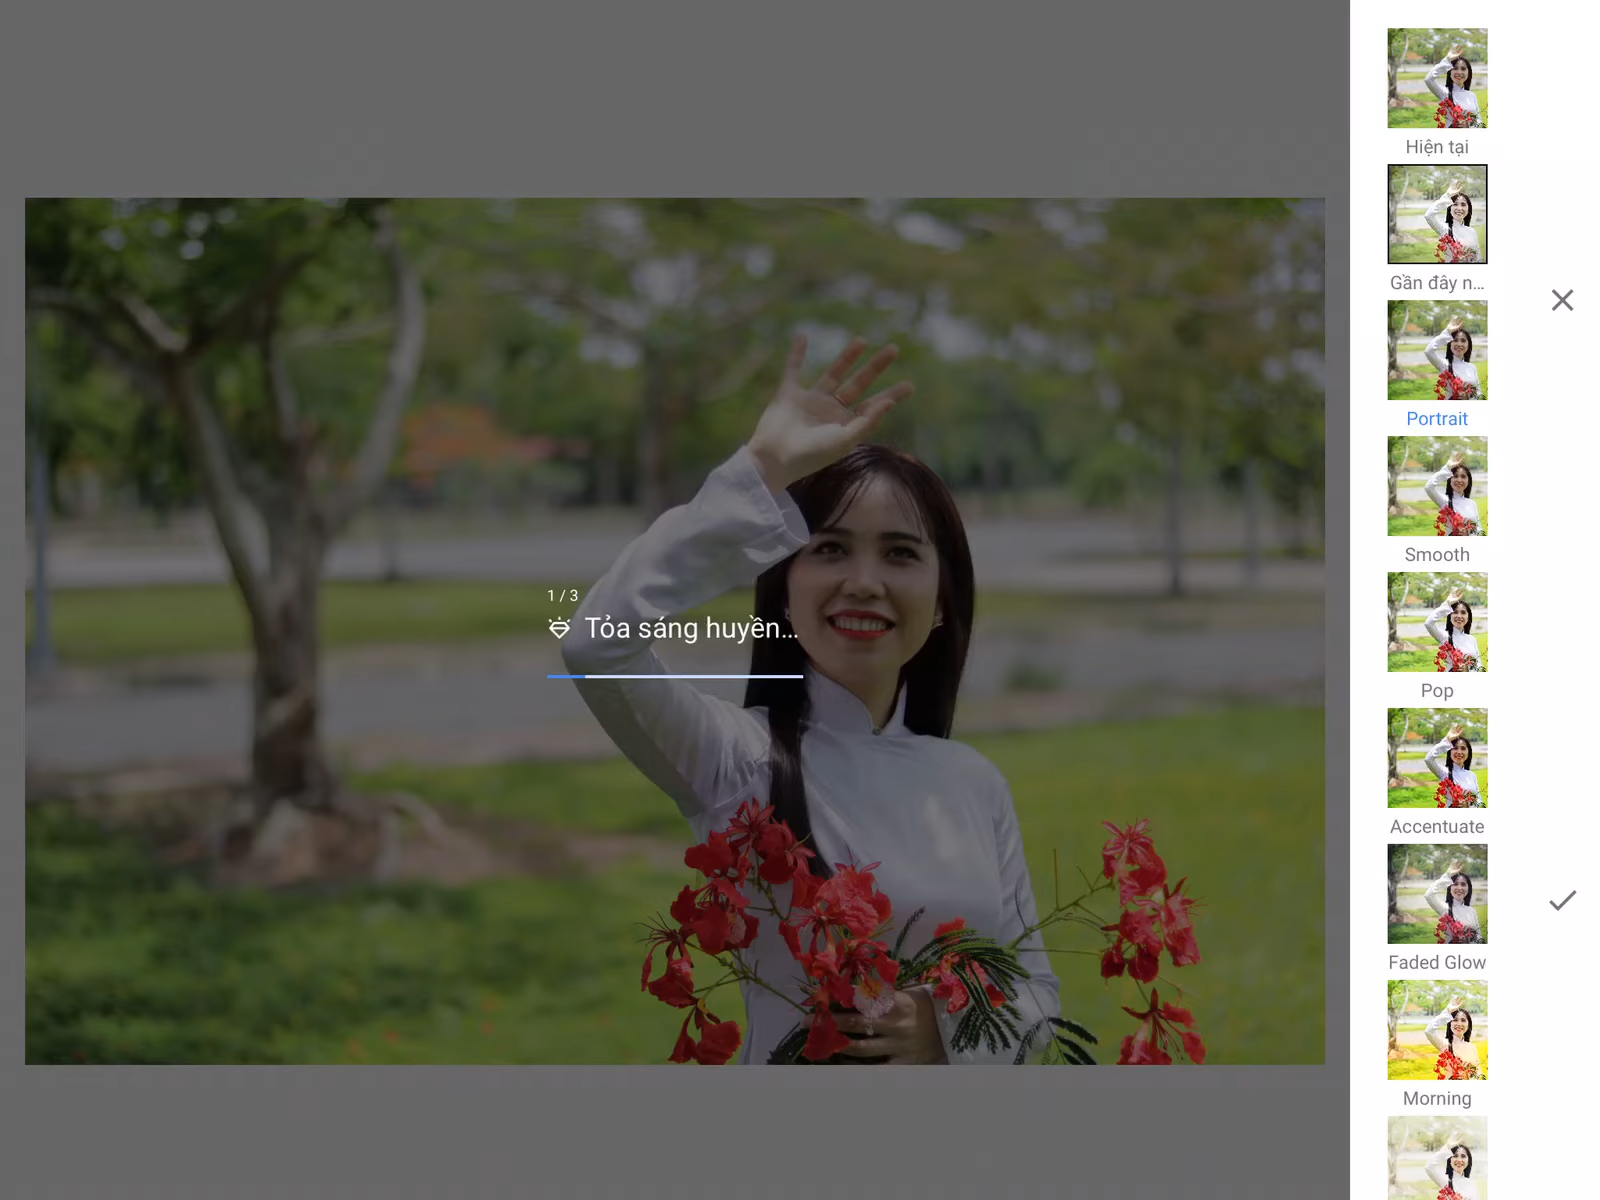 1 / 3
Tỏa sáng huyền...
Hiện tại
Gần đây n...
Portrait
Smooth
Pop
Accentuate
Faded Glow
Morning